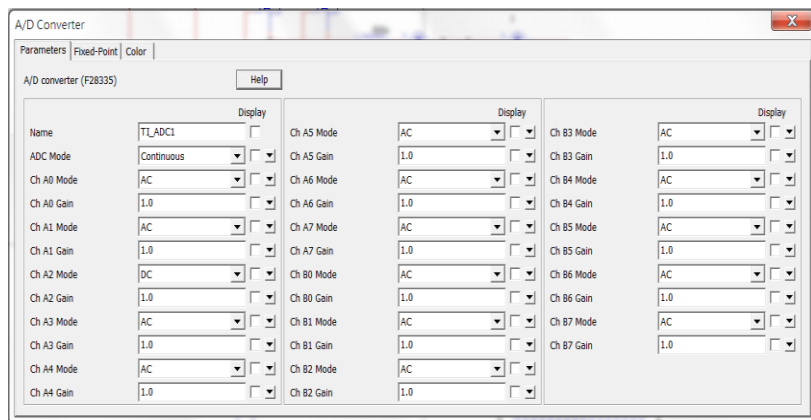 A/D Converter
X
Parameters Fixed-Point Color
A/D converter (F28335) Help
Display
Name TI_ADC1
ADC Mode Continuous
Ch A0 Mode AC
Ch A0 Gain 1.0
Ch A1 Mode AC
Ch A1 Gain 1.0
Ch A2 Mode DC
Ch A2 Gain 1.0
Ch A3 Mode AC
Ch A3 Gain 1.0
Ch A4 Mode AC
Ch A4 Gain 1.0
Display
Ch A5 Mode AC
Ch A5 Gain 1.0
Ch A6 Mode AC
Ch A6 Gain 1.0
Ch A7 Mode AC
Ch A7 Gain 1.0
Ch B0 Mode AC
Ch B0 Gain 1.0
Ch B1 Mode AC
Ch B1 Gain 1.0
Ch B2 Mode AC
Ch B2 Gain 1.0
Display
Ch B3 Mode AC
Ch B3 Gain 1.0
Ch B4 Mode AC
Ch B4 Gain 1.0
Ch B5 Mode AC
Ch B5 Gain 1.0
Ch B6 Mode AC
Ch B6 Gain 1.0
Ch B7 Mode AC
Ch B7 Gain 1.0